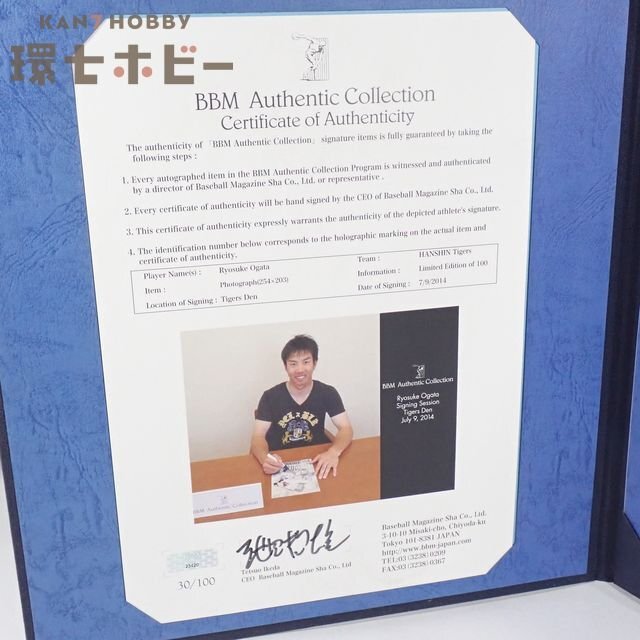 KAN7 HOBBY
環七ホビー
BBM Authentic Collection
Certificate of Authenticity
The authenticity of 「BBM Authentic Collection」 signature items is fully guaranteed by taking the
following steps :
1. Every autographed item in the BBM Authentic Collection Program is witnessed and authenticated
by a director of Baseball Magazine Sha Co., Ltd. or representative .
2. Every certificate of authenticity will be hand signed by the CEO of Baseball Magazine Sha Co., Ltd.
3. This certificate of authenticity expressly warrants the authenticity of the depicted athlete's signature.
4. The identification number below corresponds to the holographic marking on the actual item and
certificate of authenticity.
Player Name(s) : Ryosuke Ogata Team : HANSHIN Tigers
Item : Photograph(254×203) Information : Limited Edition of 100
Location of Signing : Tigers Den Date of Signing : 7/9/2014
BBM Authentic Collection
Ryosuke Ogata
Signing Session
Tigers Den
July 9, 2014
BBM Authentic Collection
30/100
Tetsuo Ikeda
CEO Baseball Magazine Sha Co., Ltd
Baseball Magazine Sha Co., Ltd.
3-10-10 Misaki-cho, Chiyoda-ku
Tokyo 101-8381 JAPAN
http://www.bbm-japan.com
TEL:03(3238)0209
FAX:03(3238)0367